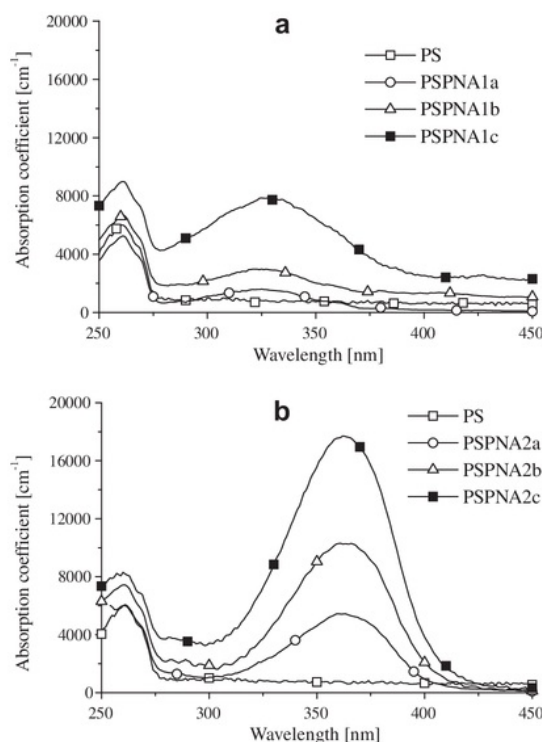 a
20000
16000
12000
8000
4000
0
Absorption coefficient [cm⁻¹]
PS
PSPNA1a
PSPNA1b
PSPNA1c
250 300 350 400 450
Wavelength [nm]
b
20000
16000
12000
8000
4000
0
Absorption coefficient [cm⁻¹]
PS
PSPNA2a
PSPNA2b
PSPNA2c
250 300 350 400 450
Wavelength [nm]